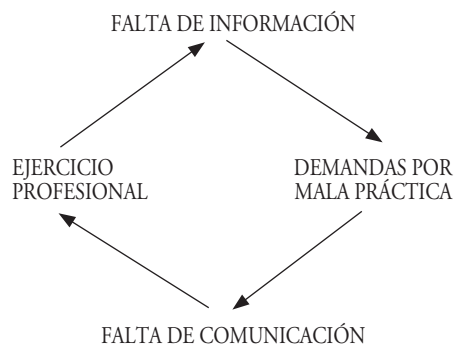 FALTA DE INFORMACIÓN
EJERCICIO
PROFESIONAL
DEMANDAS POR
MALA PRÁCTICA
FALTA DE COMUNICACIÓN